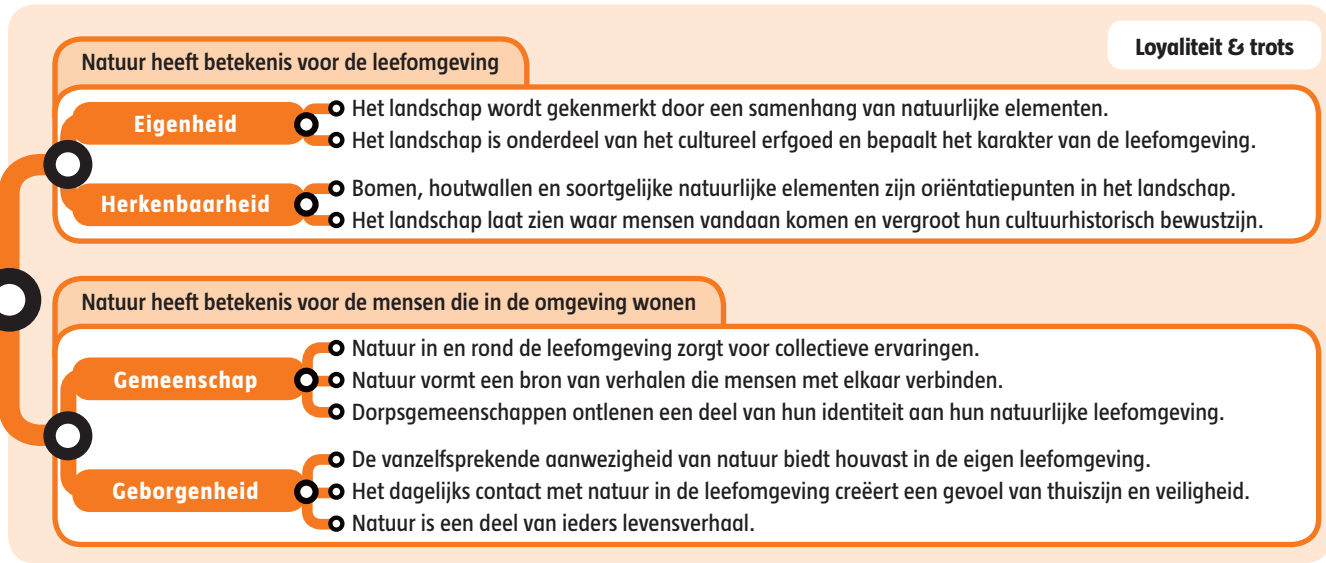 Loyaliteit & trots
Natuur heeft betekenis voor de leefomgeving
Eigenheid
Het landschap wordt gekenmerkt door een samenhang van natuurlijke elementen.
Het landschap is onderdeel van het cultureel erfgoed en bepaalt het karakter van de leefomgeving.
Herkenbaarheid
Bomen, houtwallen en soortgelijke natuurlijke elementen zijn oriëntatiepunten in het landschap.
Het landschap laat zien waar mensen vandaan komen en vergroot hun cultuurhistorisch bewustzijn.
Natuur heeft betekenis voor de mensen die in de omgeving wonen
Gemeenschap
Natuur in en rond de leefomgeving zorgt voor collectieve ervaringen.
Natuur vormt een bron van verhalen die mensen met elkaar verbinden.
Dorpsgemeenschappen ontlenen een deel van hun identiteit aan hun natuurlijke leefomgeving.
Geborgenheid
De vanzelfsprekende aanwezigheid van natuur biedt houvast in de eigen leefomgeving.
Het dagelijks contact met natuur in de leefomgeving creëert een gevoel van thuiszijn en veiligheid.
Natuur is een deel van ieders levensverhaal.